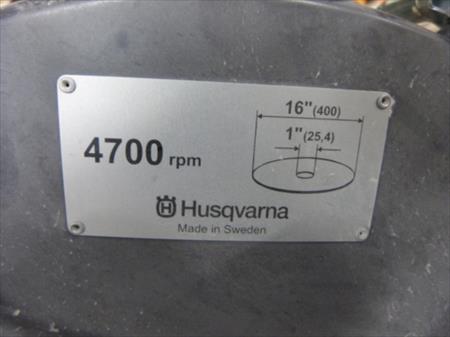 16"(400)
1"(25,4)
4700 rpm
Husqvarna
Made in Sweden